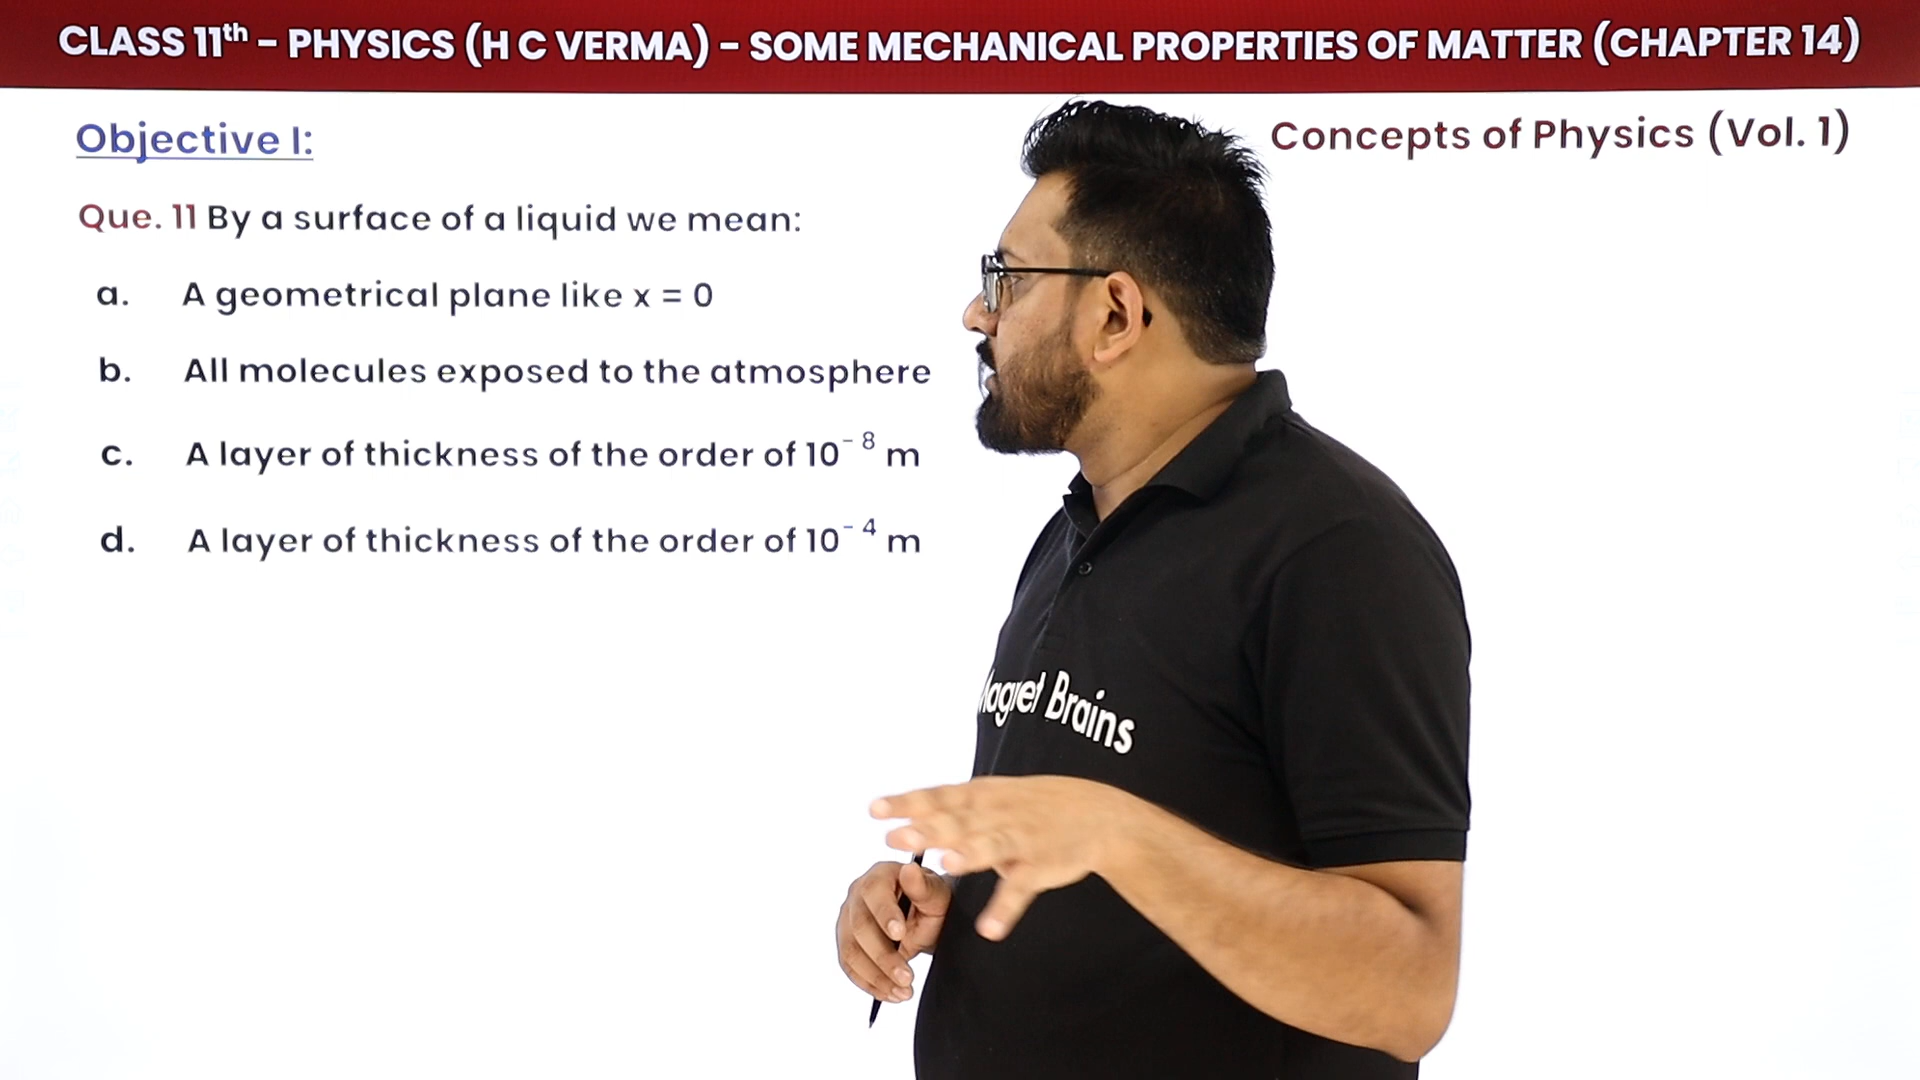 CLASS 11th – PHYSICS (H C VERMA) – SOME MECHANICAL PROPERTIES OF MATTER (CHAPTER 14)
Objective I:
Concepts of Physics (Vol. 1)
Que. 11 By a surface of a liquid we mean:
a. A geometrical plane like x = 0
b. All molecules exposed to the atmosphere
c. A layer of thickness of the order of 10⁻⁸ m
d. A layer of thickness of the order of 10⁻⁴ m
Magnet Brains